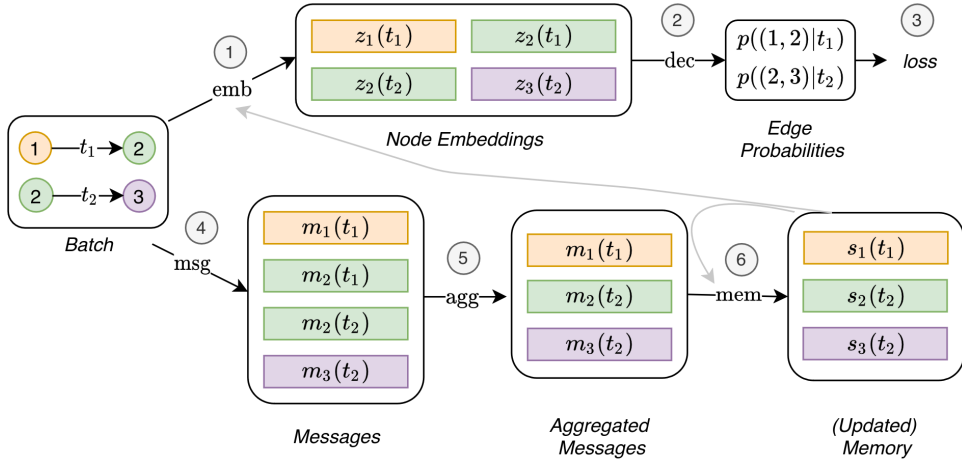 1
emb
z₁(t₁)
z₂(t₁)
z₂(t₂)
z₃(t₂)
Node Embeddings
2
dec
p((1, 2)|t₁)
p((2, 3)|t₂)
Edge
Probabilities
3
loss
1 t₁ 2
2 t₂ 3
Batch
4
msg
m₁(t₁)
m₂(t₁)
m₂(t₂)
m₃(t₂)
Messages
5
agg
m₁(t₁)
m₂(t₂)
m₃(t₂)
Aggregated
Messages
6
mem
s₁(t₁)
s₂(t₂)
s₃(t₂)
(Updated)
Memory